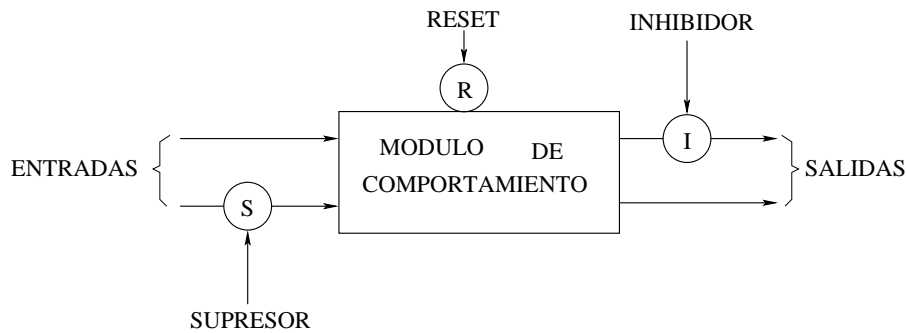 RESET
INHIBIDOR
R
MODULO DE
COMPORTAMIENTO
I
ENTRADAS
SALIDAS
S
SUPRESOR